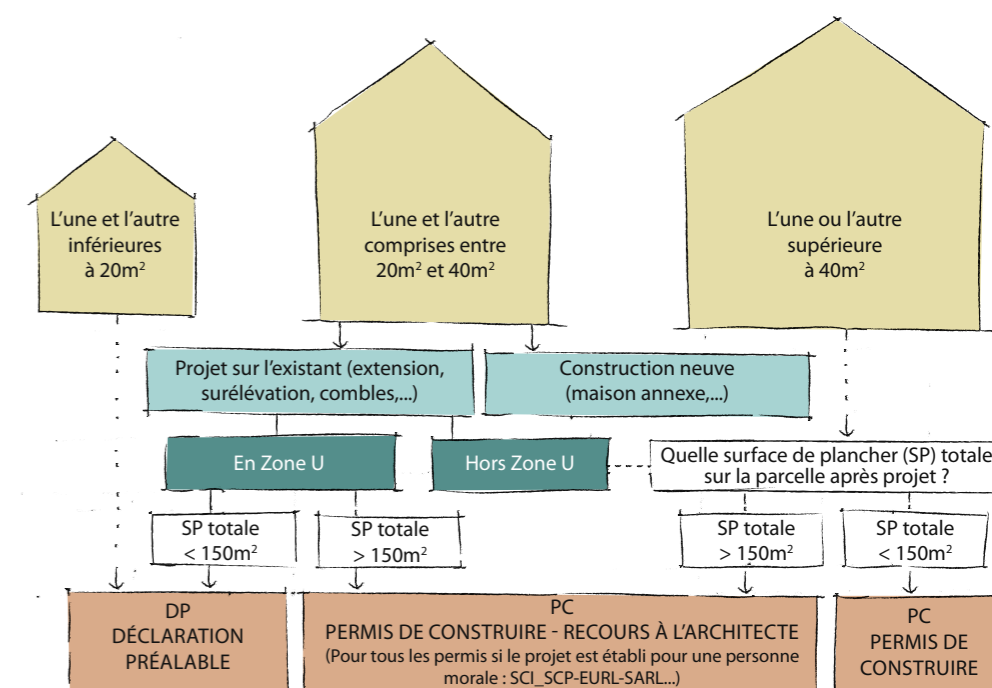 L'une et l'autre
inférieures
à 20m²
L'une et l'autre
comprises entre
20m² et 40m²
L'une ou l'autre
supérieure
à 40m²
Projet sur l'existant (extension,
surélévation, combles,...)
Construction neuve
(maison annexe,...)
En Zone U
Hors Zone U
Quelle surface de plancher (SP) totale
sur la parcelle après projet ?
SP totale
< 150m²
SP totale
> 150m²
SP totale
> 150m²
SP totale
< 150m²
DP
DÉCLARATION
PRÉALABLE
PC
PERMIS DE CONSTRUIRE - RECOURS À L'ARCHITECTE
(Pour tous les permis si le projet est établi pour une personne
morale : SCI_SCP-EURL-SARL...)
PC
PERMIS DE
CONSTRUIRE